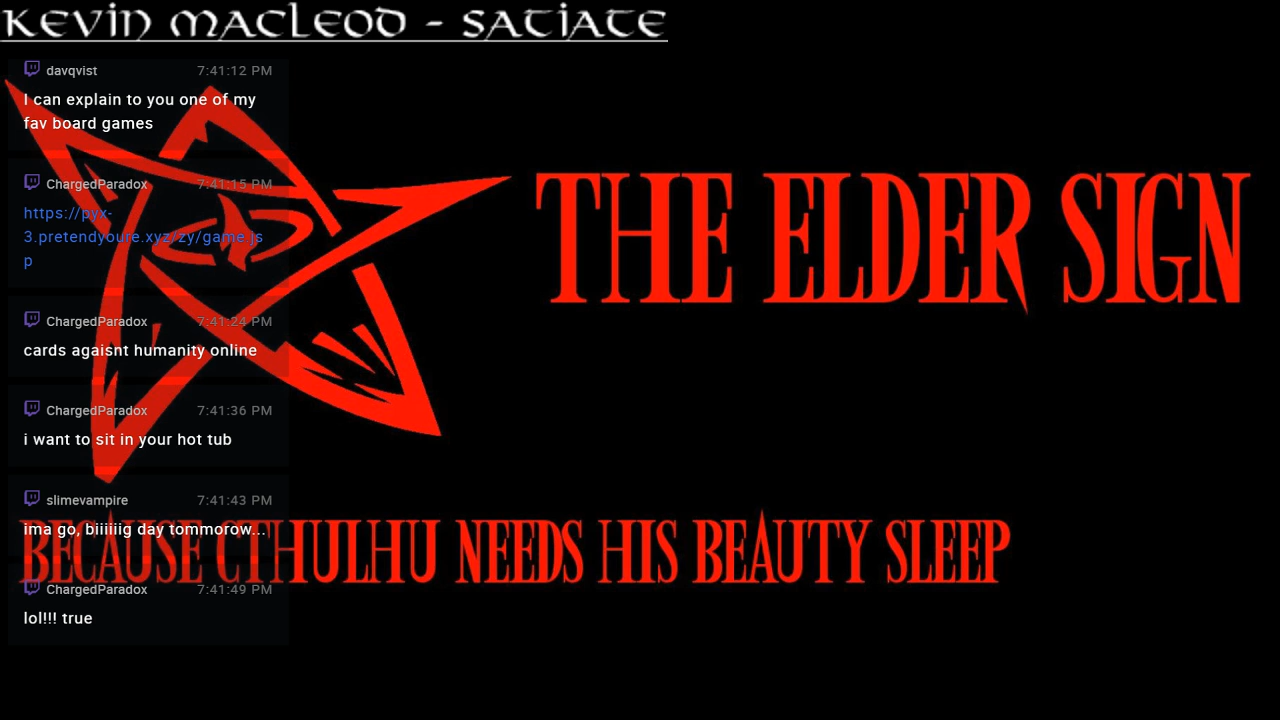 KEVIN MACLEOD - SATIATE
davqvist 7:41:12 PM
I can explain to you one of my
fav board games
ChargedParadox 7:41:15 PM
https://pyx-
3.pretendyoure.xyz/zy/game.js
p
ChargedParadox 7:41:24 PM
cards agaisnt humanity online
ChargedParadox 7:41:36 PM
i want to sit in your hot tub
slimevampire 7:41:43 PM
ima go, biiiiiig day tommorow...
ChargedParadox 7:41:49 PM
lol!!! true
THE ELDER SIGN
BECAUSE CTHULHU NEEDS HIS BEAUTY SLEEP